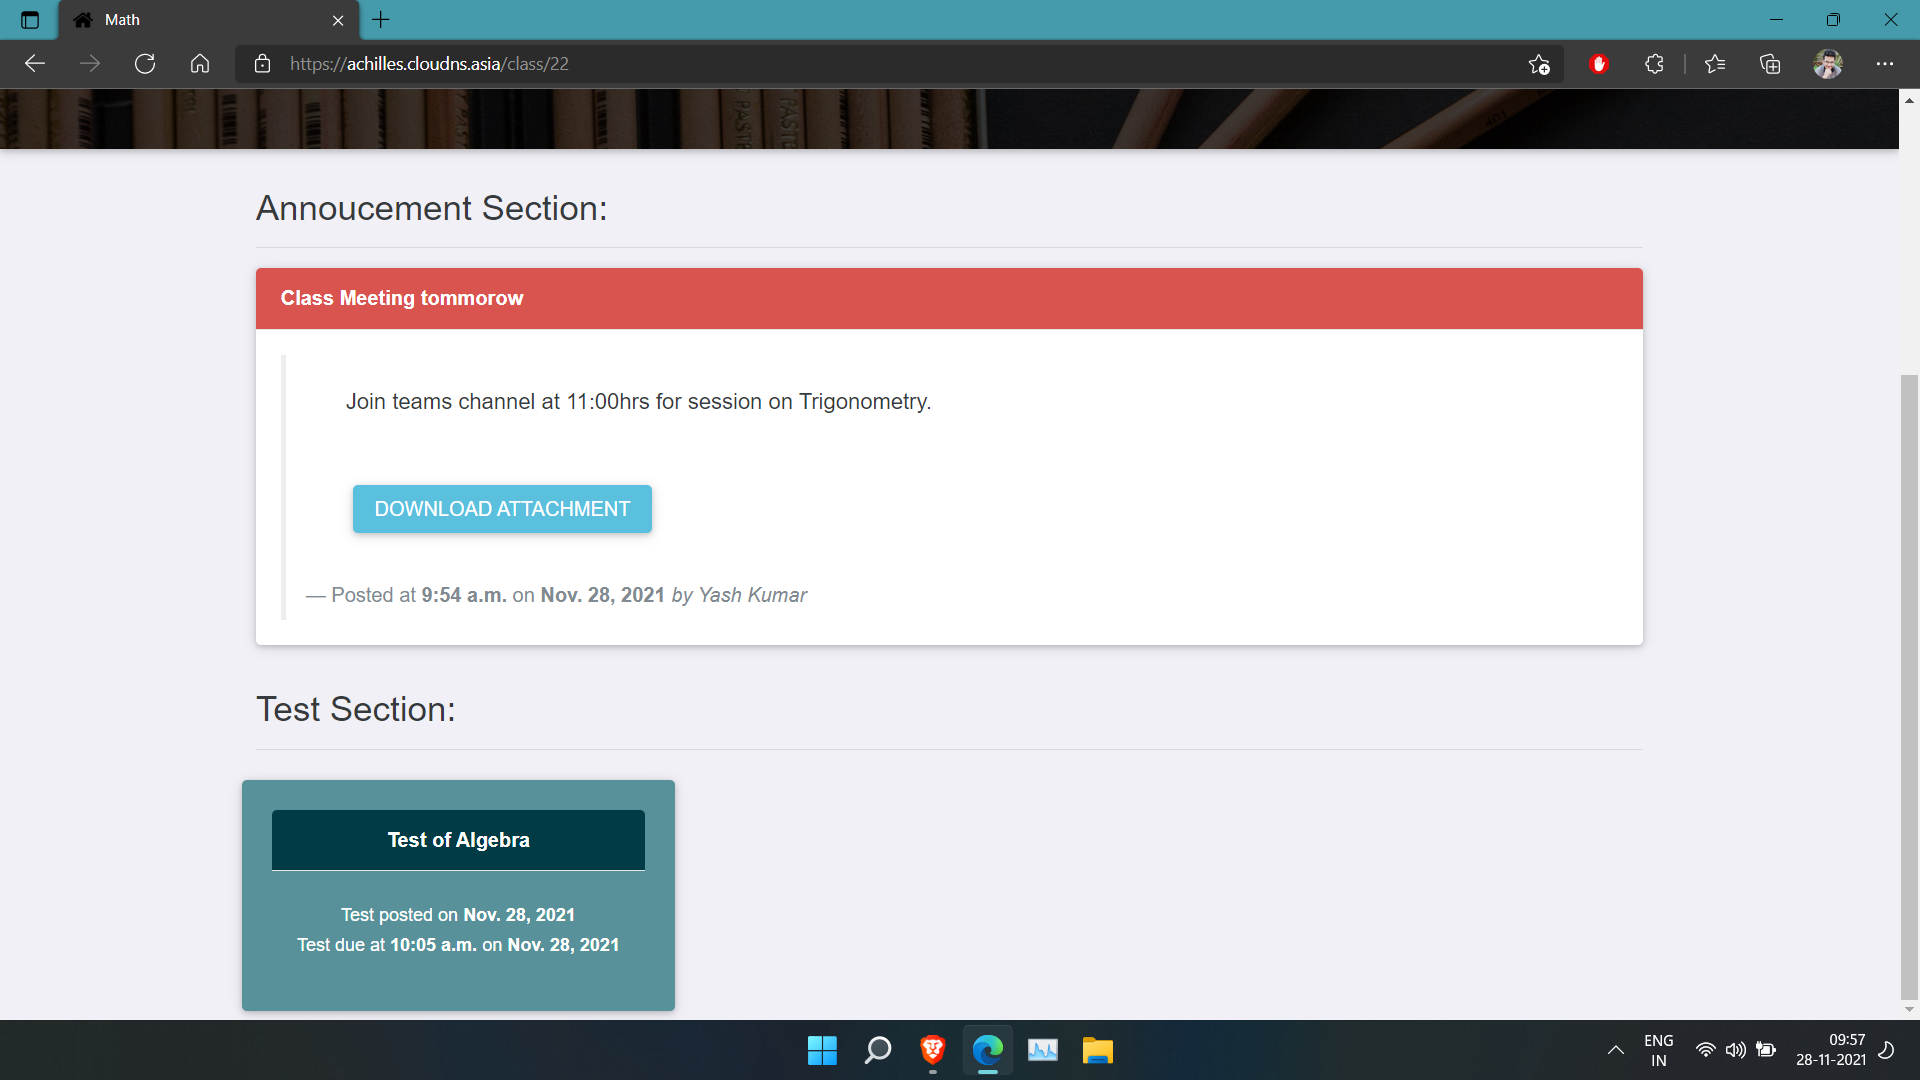 Math
https://achilles.cloudns.asia/class/22
Annoucement Section:
Class Meeting tommorow
Join teams channel at 11:00hrs for session on Trigonometry.
DOWNLOAD ATTACHMENT
— Posted at 9:54 a.m. on Nov. 28, 2021 by Yash Kumar
Test Section:
Test of Algebra
Test posted on Nov. 28, 2021
Test due at 10:05 a.m. on Nov. 28, 2021
ENG
IN
09:57
28-11-2021